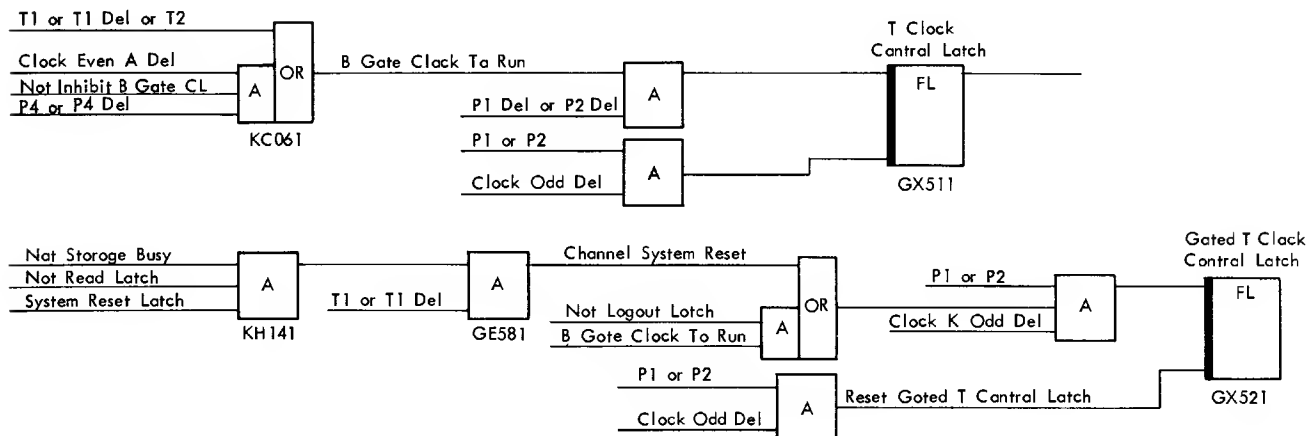 T1 or T1 Del or T2
T Clock
Cantral Latch
Clock Even A Del
OR
B Gate Clack Ta Run
Not Inhibit B Gate CL
A
P4 or P4 Del
KC061
A
FL
P1 Del or P2 Del
P1 or P2
A
Clock Odd Del
GX511
Nat Storoge Busy
Not Read Latch
System Reset Latch
A
KH141
T1 or T1 Del
A
GE581
Channel System Reset
OR
Not Logout Lotch
A
B Gote Clock To Run
P1 or P2
A
Clock K Odd Del
Gated T Clack
Control Latch
FL
GX521
P1 or P2
A
Clock Odd Del
Reset Goted T Cantral Latch